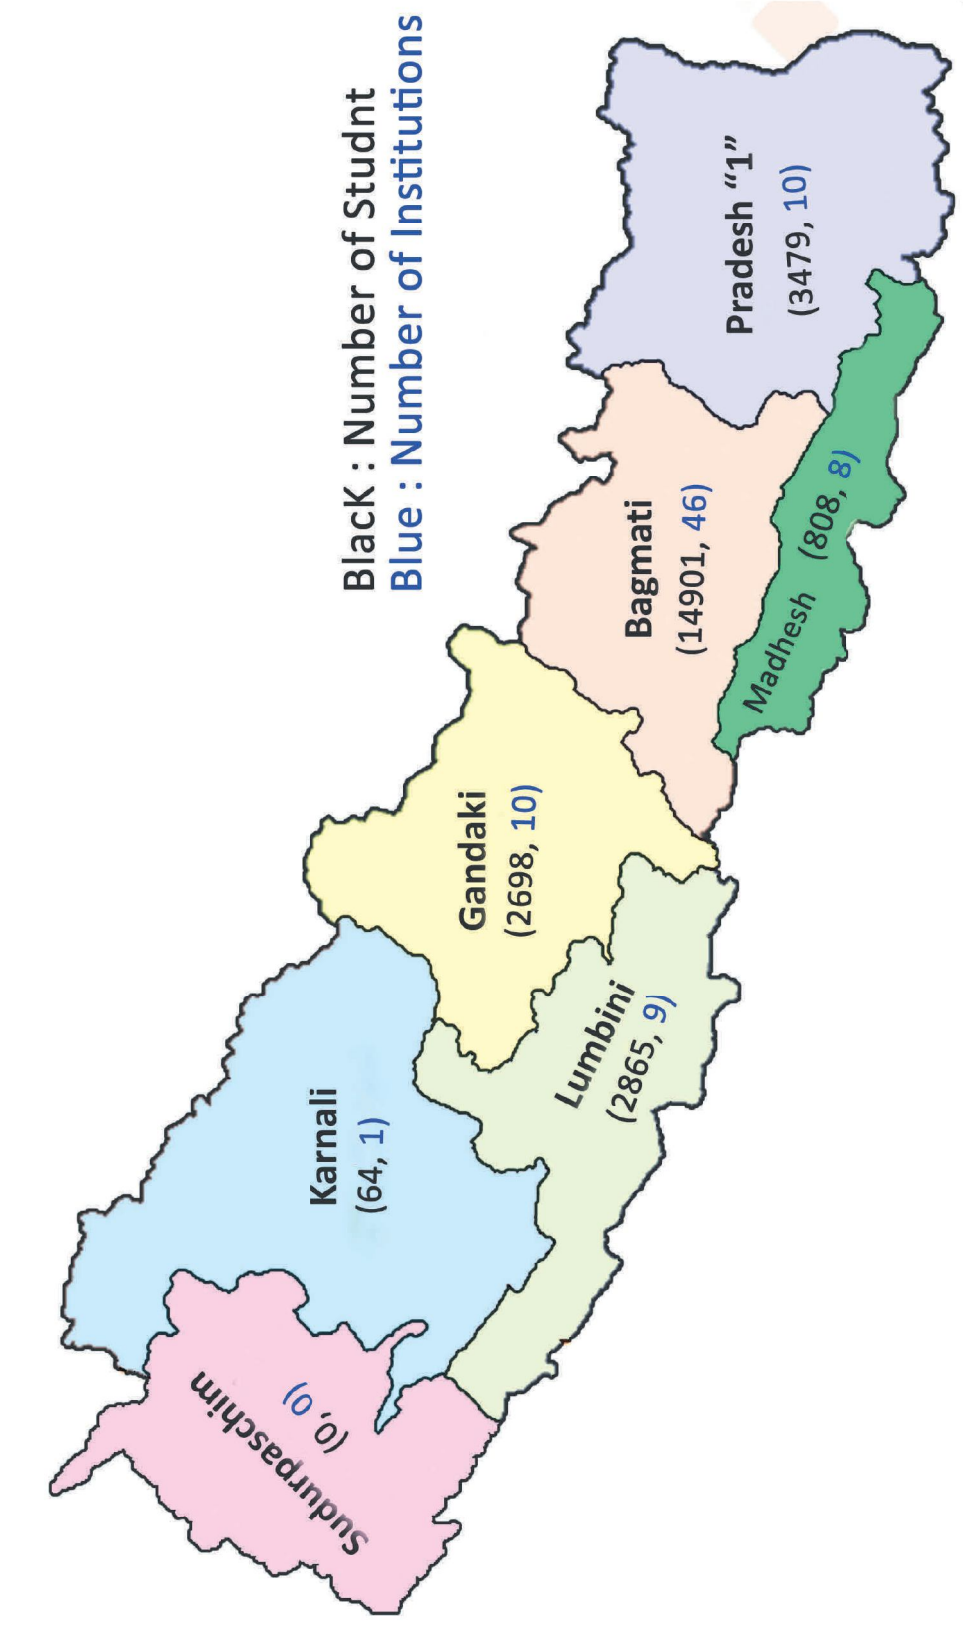 BlacK : Number of Studnt
Blue : Number of Institutions
Sudurpaschim
(0, 0)
Karnali
(64, 1)
Gandaki
(2698, 10)
Lumbini
(2865, 9)
Bagmati
(14901, 46)
Madhesh (808, 8)
Pradesh “1”
(3479, 10)